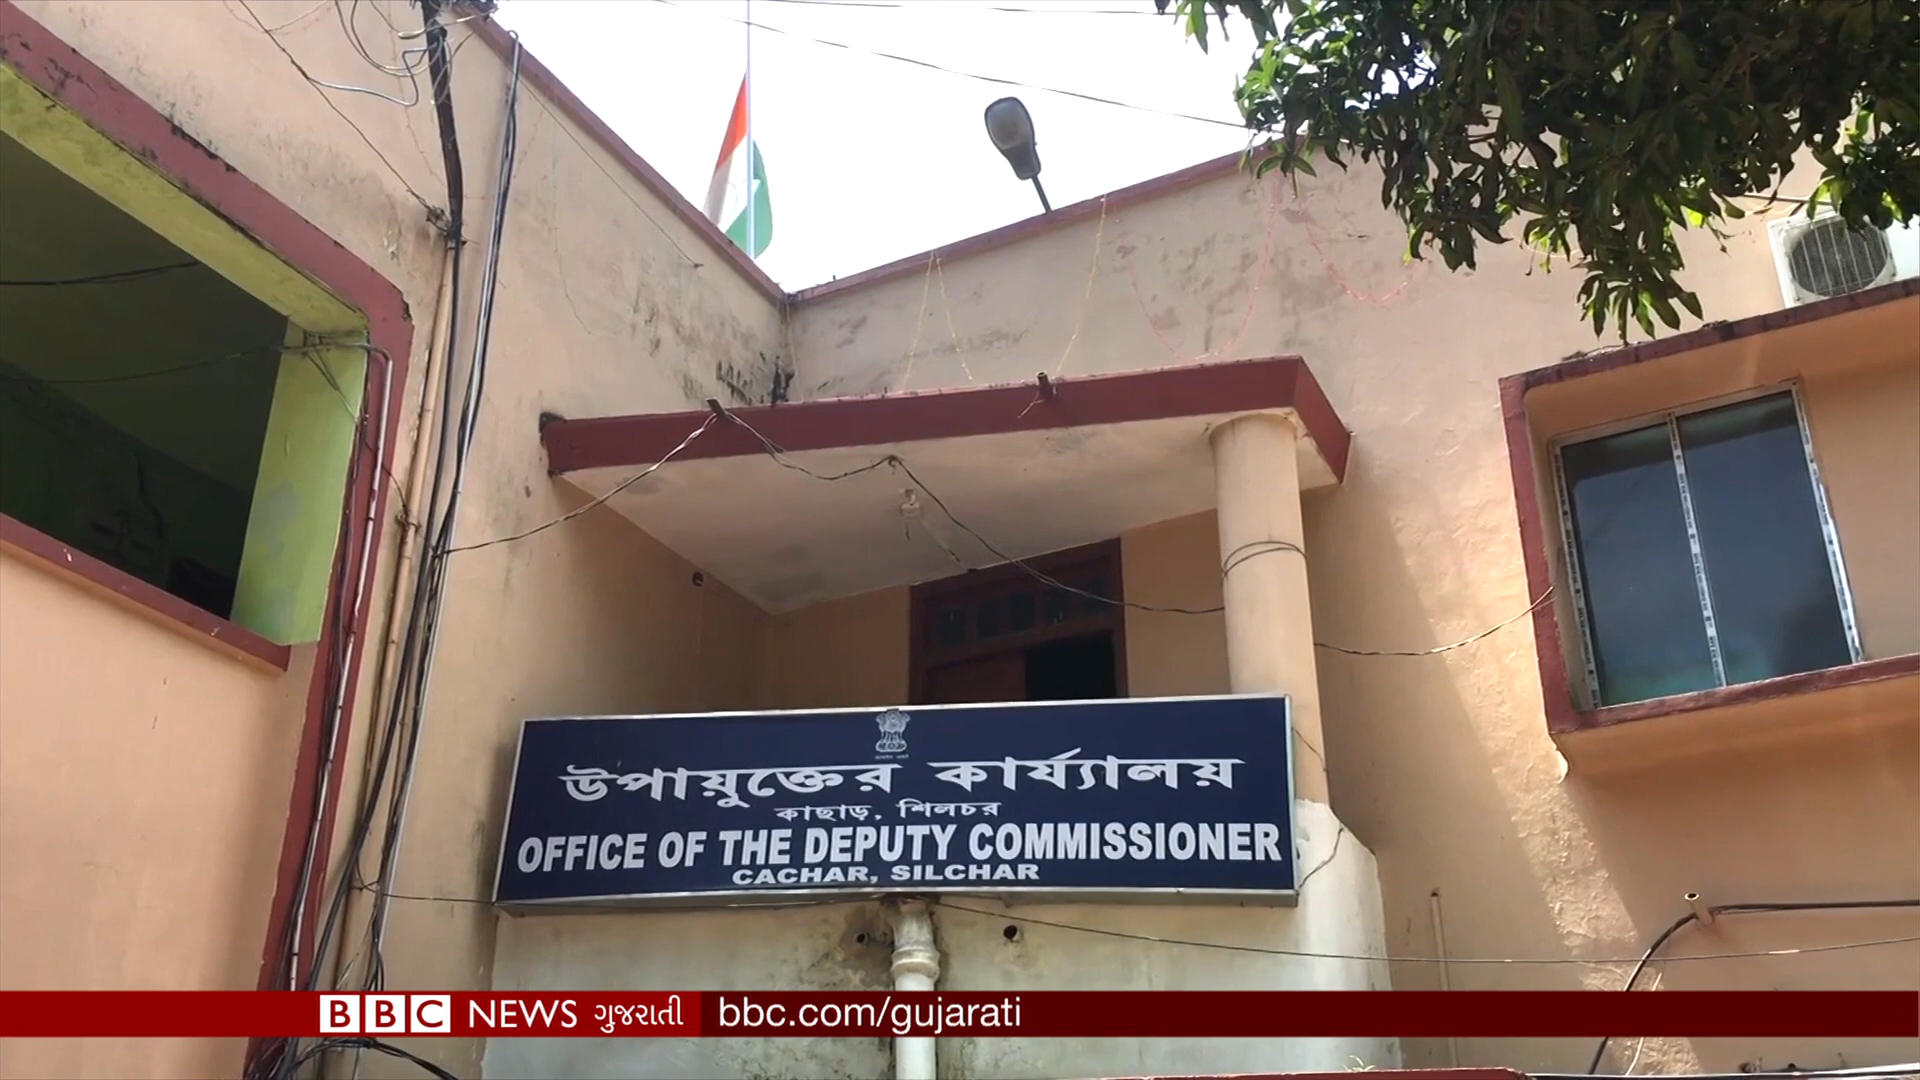 উপায়ুক্তের কার্য্যালয়
কাছাড়, শিলচর
OFFICE OF THE DEPUTY COMMISSIONER
CACHAR, SILCHAR
BBC NEWS ગુજરાતી bbc.com/gujarati